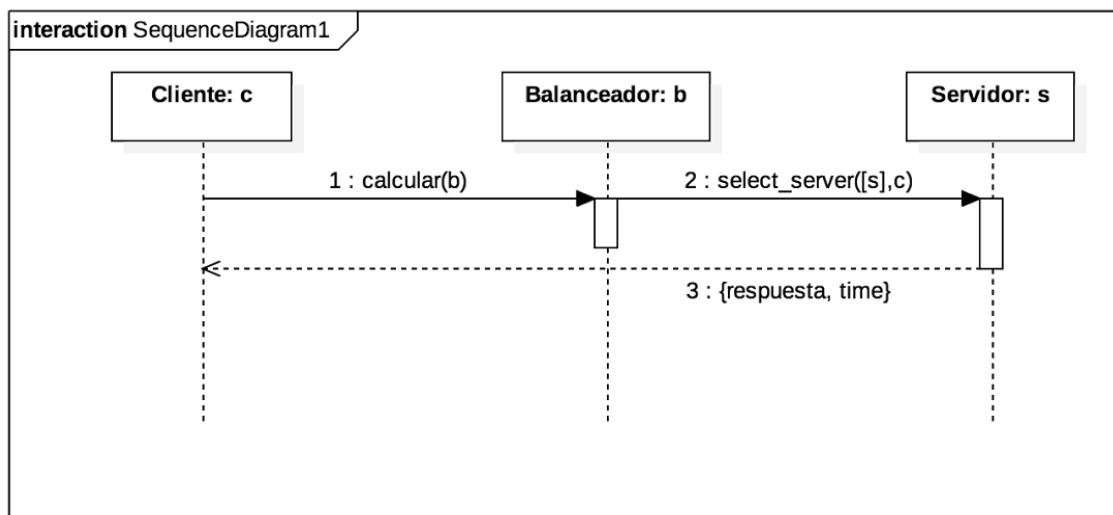 interaction SequenceDiagram1
Cliente: c
Balanceador: b
Servidor: s
1 : calcular(b)
2 : select_server([s],c)
3 : {respuesta, time}